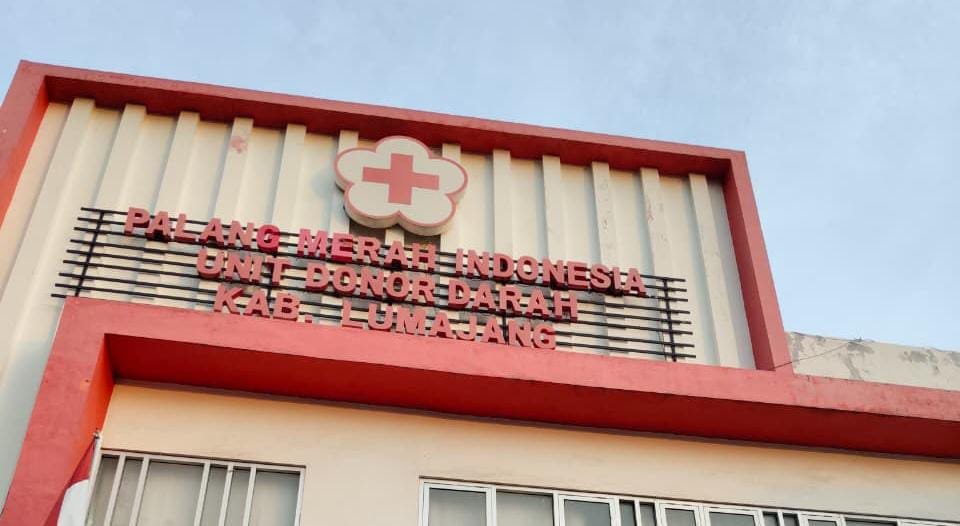 PALANG MERAH INDONESIA
UNIT DONOR DARAH
KAB. LUMAJANG